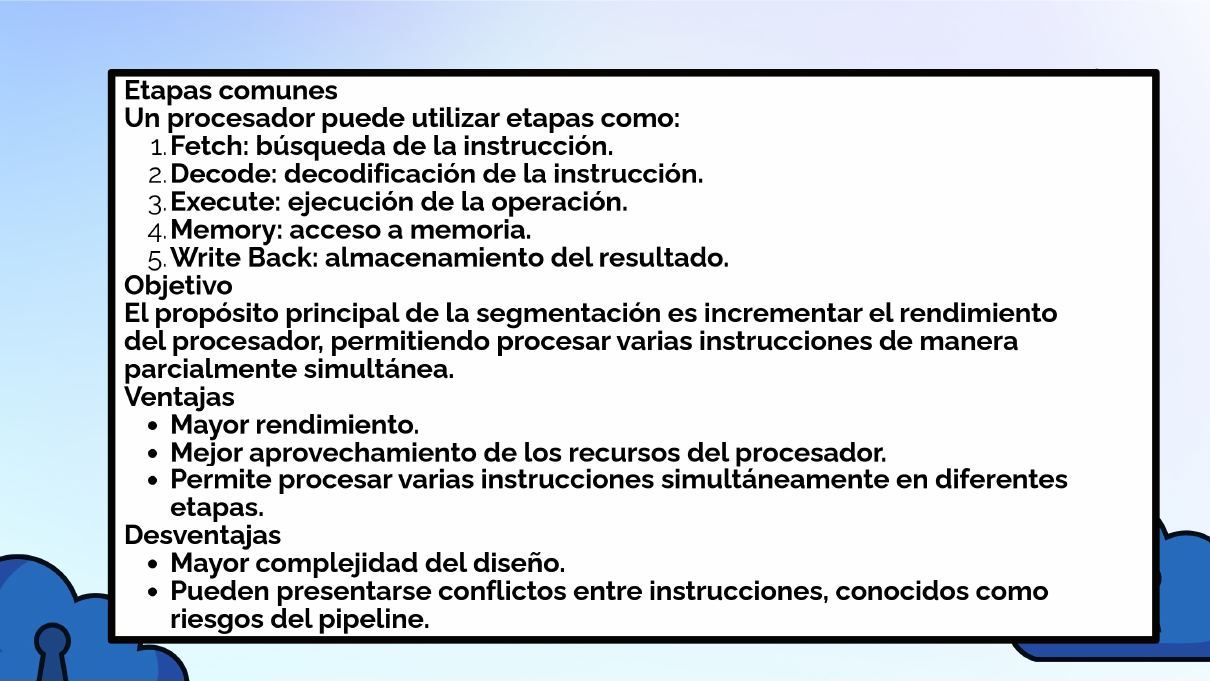 Etapas comunes
Un procesador puede utilizar etapas como:
1. Fetch: búsqueda de la instrucción.
2. Decode: decodificación de la instrucción.
3. Execute: ejecución de la operación.
4. Memory: acceso a memoria.
5. Write Back: almacenamiento del resultado.
Objetivo
El propósito principal de la segmentación es incrementar el rendimiento
del procesador, permitiendo procesar varias instrucciones de manera
parcialmente simultánea.
Ventajas
• Mayor rendimiento.
• Mejor aprovechamiento de los recursos del procesador.
• Permite procesar varias instrucciones simultáneamente en diferentes
etapas.
Desventajas
• Mayor complejidad del diseño.
• Pueden presentarse conflictos entre instrucciones, conocidos como
riesgos del pipeline.